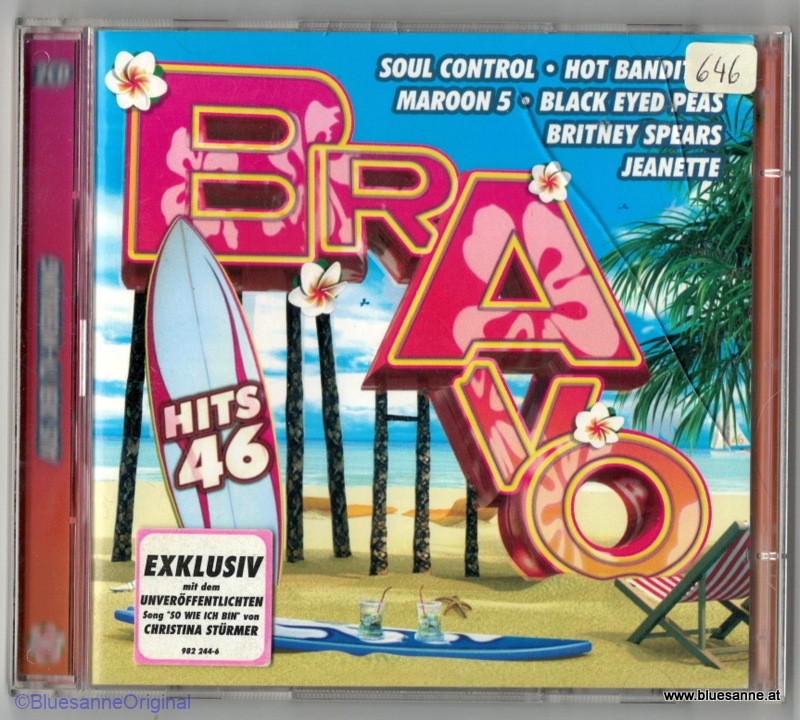 2CD
SOUL CONTROL • HOT BANDIT
646
MAROON 5 • BLACK EYED PEAS
BRITNEY SPEARS
JEANETTE
BRAVO
HITS
46
EXKLUSIV
mit dem
UNVERÖFFENTLICHTEN
Song "SO WIE ICH BIN" von
CHRISTINA STÜRMER
982 244-6
©BluesanneOriginal
www.bluesanne.at